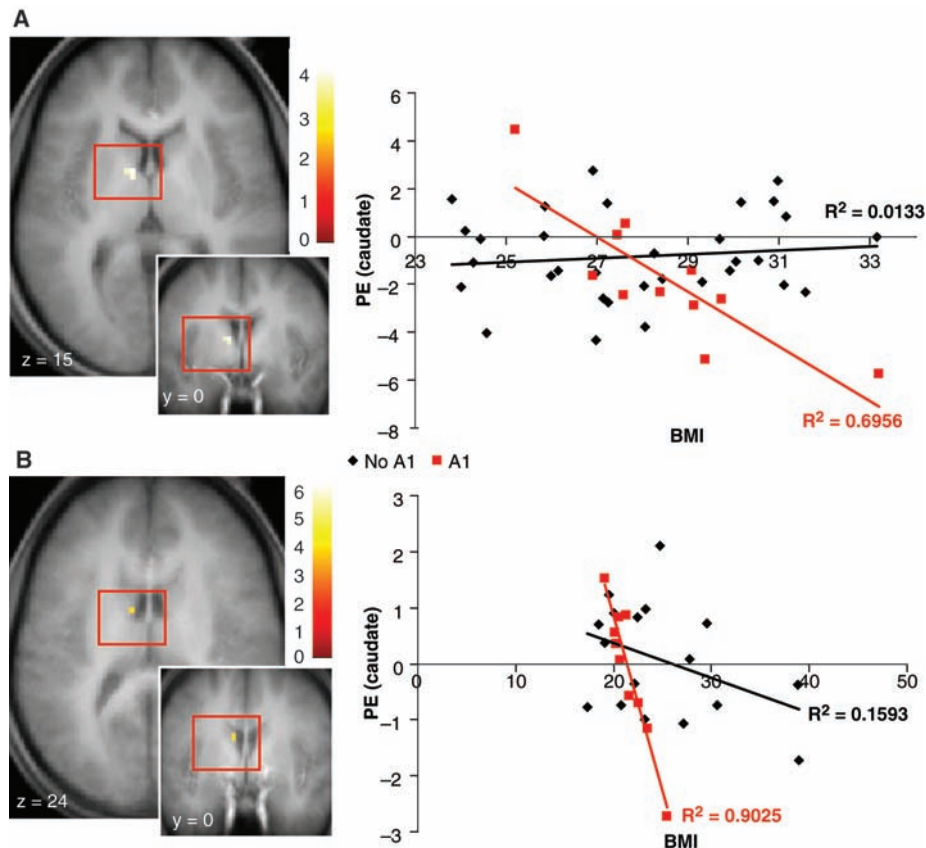 A
4
3
2
1
0
z = 15
y = 0
6
4
2
0
−2
−4
−6
−8
PE (caudate)
23 25 27 29 31 33
R² = 0.0133
R² = 0.6956
BMI
◆ No A1 ■ A1
B
6
5
4
3
2
1
0
z = 24
y = 0
3
2
1
0
−1
−2
−3
PE (caudate)
0 10 20 30 40 50
R² = 0.1593
R² = 0.9025
BMI